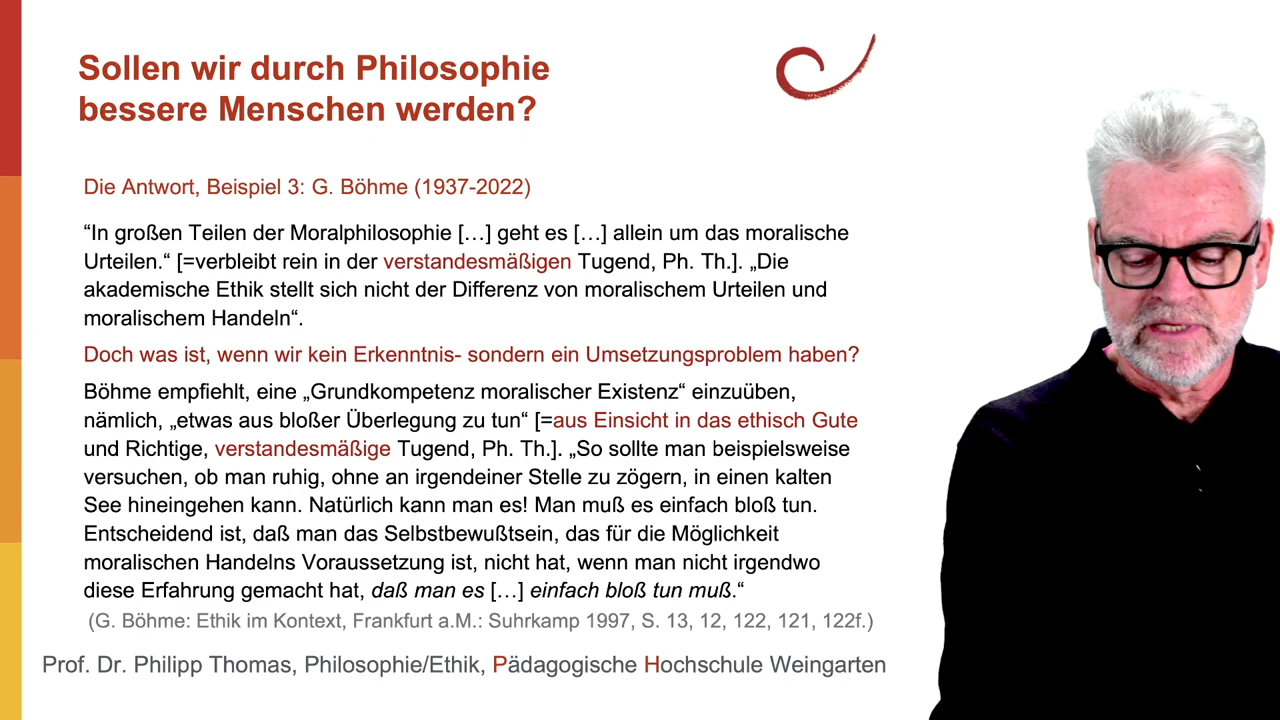 Sollen wir durch Philosophie
bessere Menschen werden?
Die Antwort, Beispiel 3: G. Böhme (1937-2022)
“In großen Teilen der Moralphilosophie […] geht es […] allein um das moralische
Urteilen.“ [=verbleibt rein in der verstandesmäßigen Tugend, Ph. Th.]. „Die
akademische Ethik stellt sich nicht der Differenz von moralischem Urteilen und
moralischem Handeln“.
Doch was ist, wenn wir kein Erkenntnis- sondern ein Umsetzungsproblem haben?
Böhme empfiehlt, eine „Grundkompetenz moralischer Existenz“ einzuüben,
nämlich, „etwas aus bloßer Überlegung zu tun“ [=aus Einsicht in das ethisch Gute
und Richtige, verstandesmäßige Tugend, Ph. Th.]. „So sollte man beispielsweise
versuchen, ob man ruhig, ohne an irgendeiner Stelle zu zögern, in einen kalten
See hineingehen kann. Natürlich kann man es! Man muß es einfach bloß tun.
Entscheidend ist, daß man das Selbstbewußtsein, das für die Möglichkeit
moralischen Handelns Voraussetzung ist, nicht hat, wenn man nicht irgendwo
diese Erfahrung gemacht hat, daß man es […] einfach bloß tun muß.“
(G. Böhme: Ethik im Kontext, Frankfurt a.M.: Suhrkamp 1997, S. 13, 12, 122, 121, 122f.)
Prof. Dr. Philipp Thomas, Philosophie/Ethik, Pädagogische Hochschule Weingarten